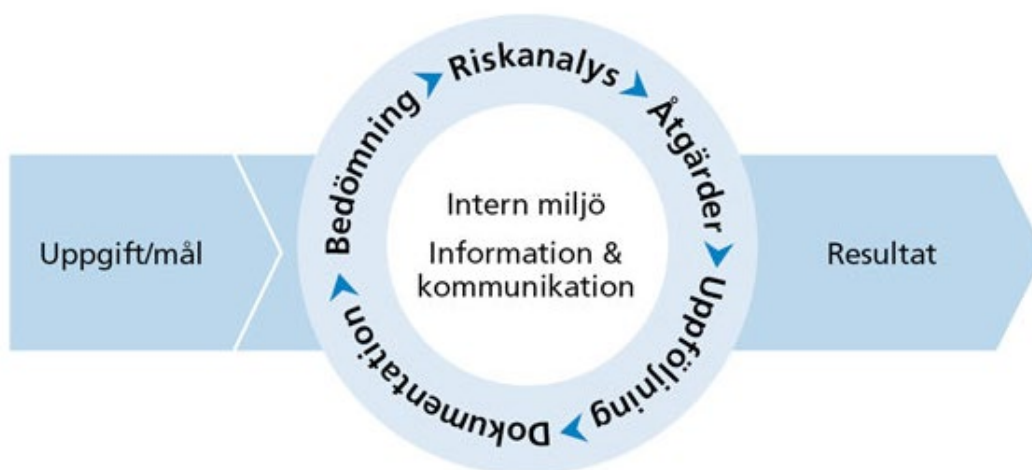 Uppgift/mål
Bedömning
Riskanalys
Åtgärder
Uppföljning
Dokumentation
Intern miljö
Information &
kommunikation
Resultat